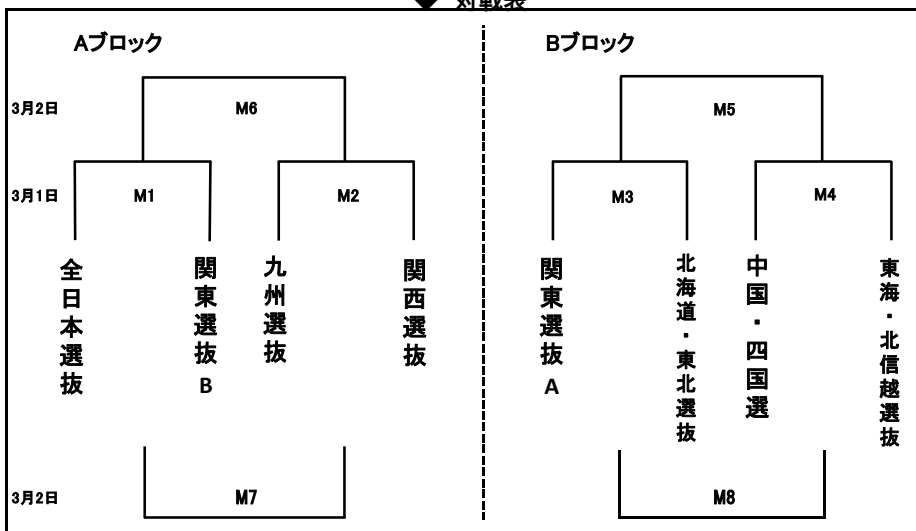 ◆ 対戦表
Aブロック
Bブロック
3月2日
M6
M5
3月1日
M1
M2
M3
M4
全日本選抜
関東選抜B
九州選抜
関西選抜
関東選抜A
北海道・東北選抜
中国・四国選
東海・北信越選抜
3月2日
M7
M8